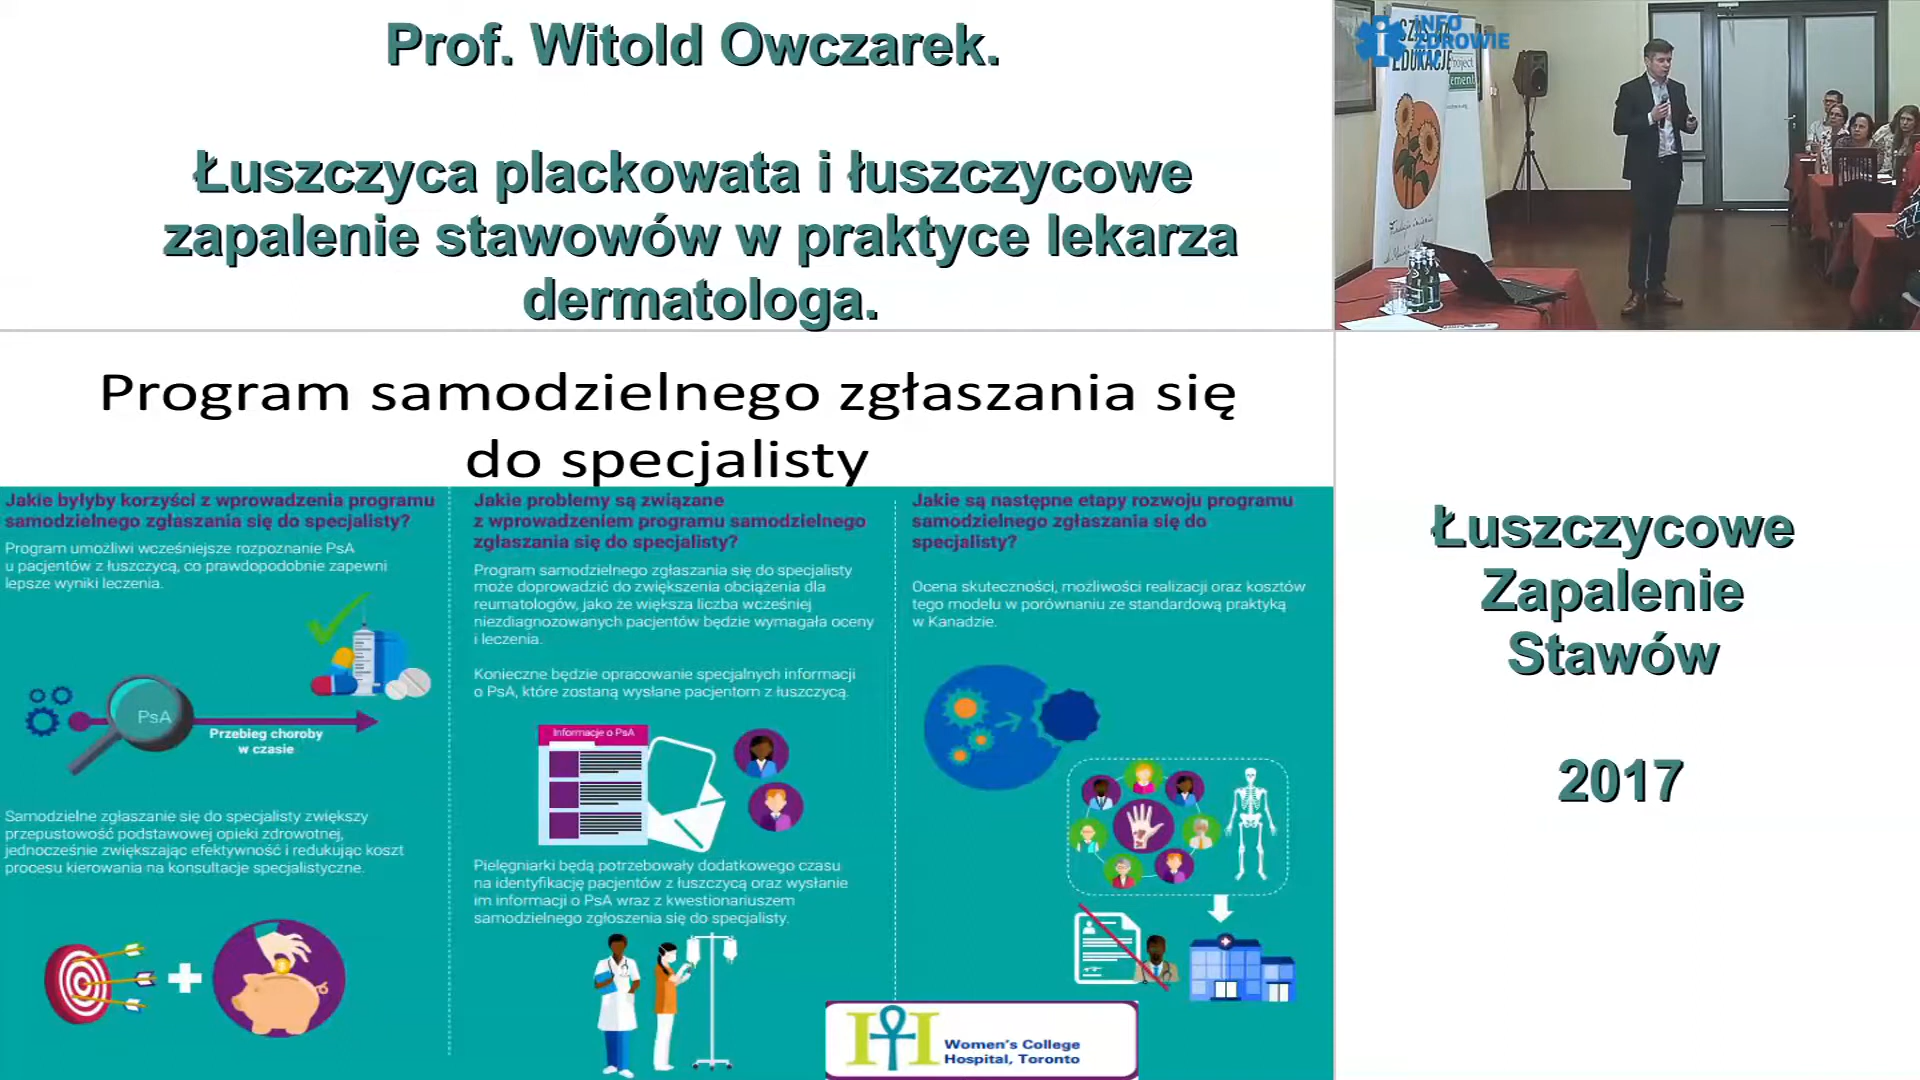 Prof. Witold Owczarek.
Łuszczyca plackowata i łuszczycowe
zapalenie stawowów w praktyce lekarza
dermatologa.
iNFO
ZDROWIE
EDUKACJE
Program samodzielnego zgłaszania się
do specjalisty
Jakie byłyby korzyści z wprowadzenia programu
samodzielnego zgłaszania się do specjalisty?
Program umożliwi wcześniejsze rozpoznanie PsA
u pacjentów z łuszczycą, co prawdopodobnie zapewni
lepsze wyniki leczenia.
PsA
Przebieg choroby
w czasie
Samodzielne zgłaszanie się do specjalisty zwiększy
przepustowość podstawowej opieki zdrowotnej,
jednocześnie zwiększając efektywność i redukując koszt
procesu kierowania na konsultacje specjalistyczne.
Jakie problemy są związane
z wprowadzeniem programu samodzielnego
zgłaszania się do specjalisty?
Program samodzielnego zgłaszania się do specjalisty
może doprowadzić do zwiększenia obciążenia dla
reumatologów, jako że większa liczba wcześniej
niezdiagnozowanych pacjentów będzie wymagała oceny
i leczenia.
Konieczne będzie opracowanie specjalnych informacji
o PsA, które zostaną wysłane pacjentom z łuszczycą.
Informacje o PsA
Pielęgniarki będą potrzebowały dodatkowego czasu
na identyfikację pacjentów z łuszczycą oraz wysłanie
im informacji o PsA wraz z kwestionariuszem
samodzielnego zgłoszenia się do specjalisty.
Jakie są następne etapy rozwoju programu
samodzielnego zgłaszania się do
specjalisty?
Ocena skuteczności, możliwości realizacji oraz kosztów
tego modelu w porównaniu ze standardową praktyką
w Kanadzie.
Women's College
Hospital, Toronto
Łuszczycowe
Zapalenie
Stawów
2017